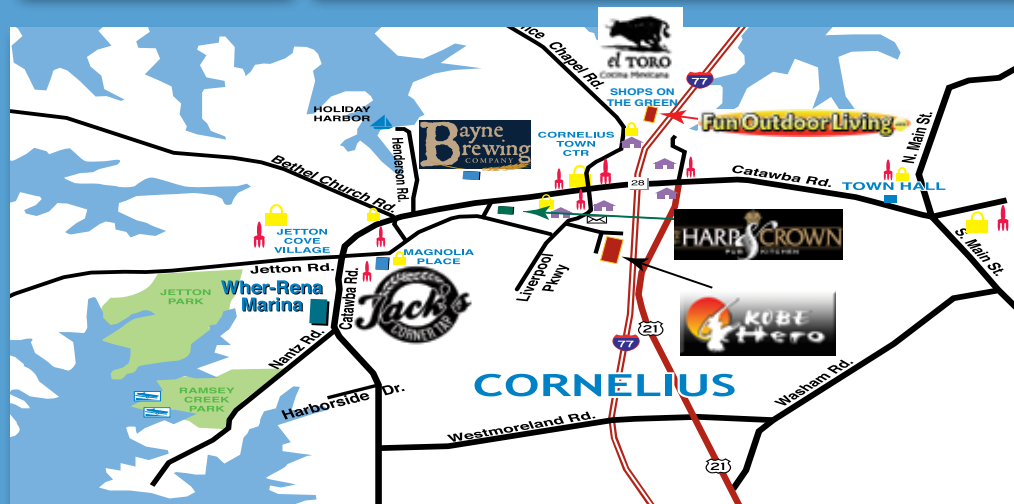 nce Chapel Rd.
el TORO
Cocina Mexicana
77
SHOPS ON
THE GREEN
Fun Outdoor Living
HOLIDAY
HARBOR
Henderson Rd.
Bayne
Brewing
COMPANY
CORNELIUS
TOWN
CTR
N. Main St.
Bethel Church Rd.
28
Catawba Rd.
TOWN HALL
JETTON
COVE
VILLAGE
HARP & CROWN
PUB KITCHEN
S. Main St.
MAGNOLIA
PLACE
Jetton Rd.
Liverpool
Pkwy
JETTON
PARK
Wher-Rena
Marina
Catawba Rd.
Jack's
CORNER TAP
KOBE
Hero
21
77
Nantz Rd.
CORNELIUS
RAMSEY
CREEK
PARK
Harborside Dr.
Washam Rd.
Westmoreland Rd.
21